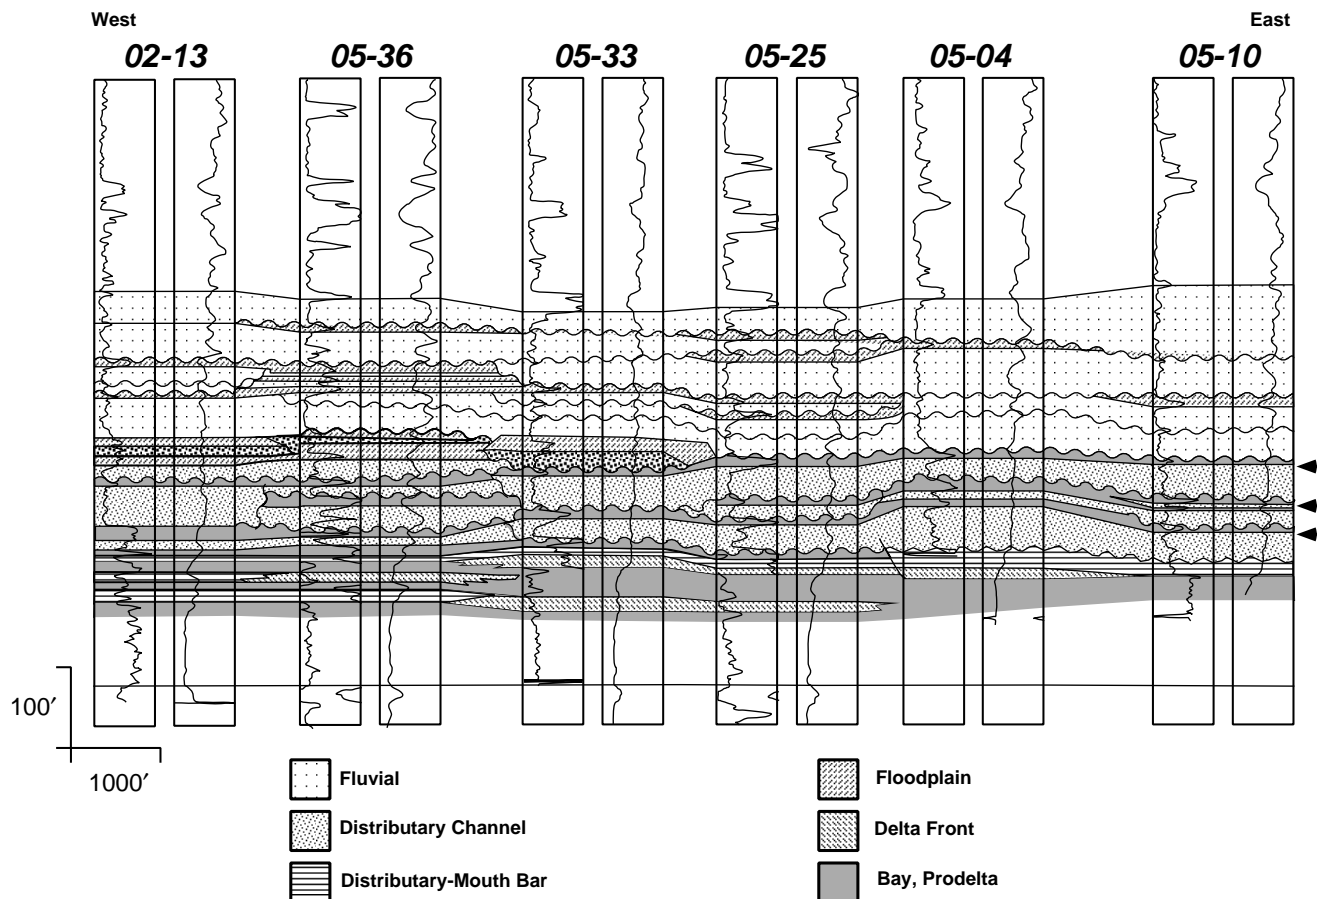 West East
02-13 05-36 05-33 05-25 05-04 05-10
100′
1000′
Fluvial
Distributary Channel
Distributary-Mouth Bar
Floodplain
Delta Front
Bay, Prodelta